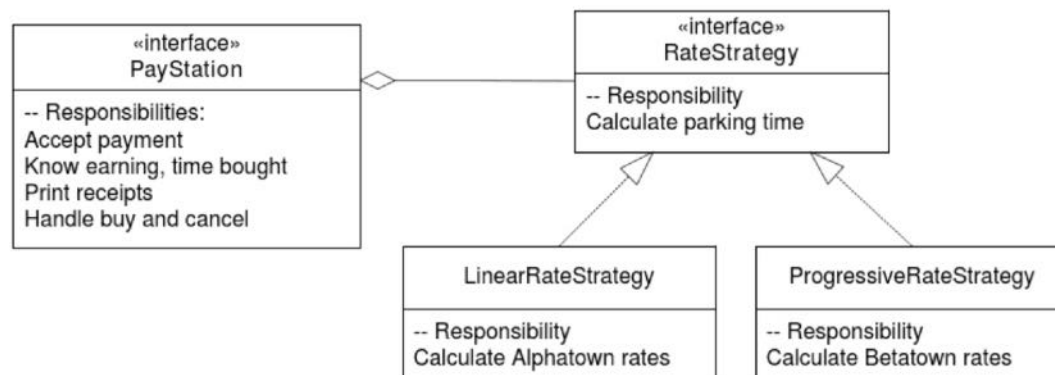 «interface»
PayStation
-- Responsibilities:
Accept payment
Know earning, time bought
Print receipts
Handle buy and cancel
«interface»
RateStrategy
-- Responsibility
Calculate parking time
LinearRateStrategy
-- Responsibility
Calculate Alphatown rates
ProgressiveRateStrategy
-- Responsibility
Calculate Betatown rates